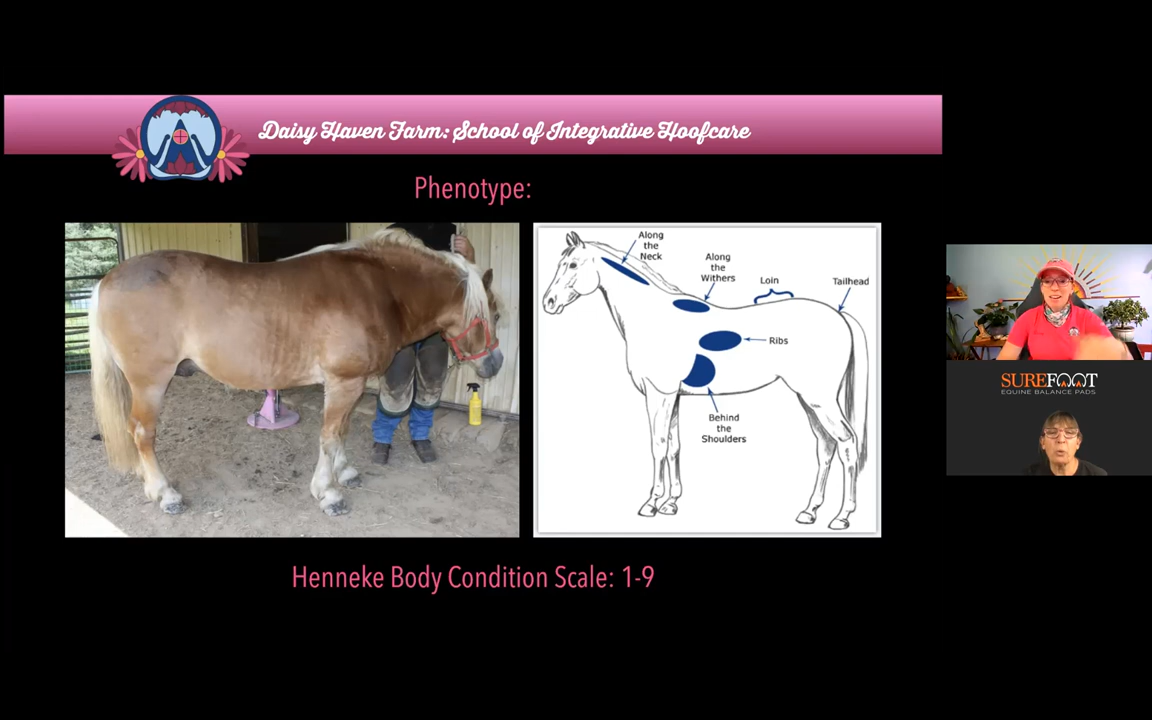 Daisy Haven Farm: School of Integrative Hoofcare
Phenotype:
Along
the
Neck
Along
the
Withers
Loin
Tailhead
Ribs
Behind
the
Shoulders
Henneke Body Condition Scale: 1-9
SUREFOOT
EQUINE BALANCE PADS